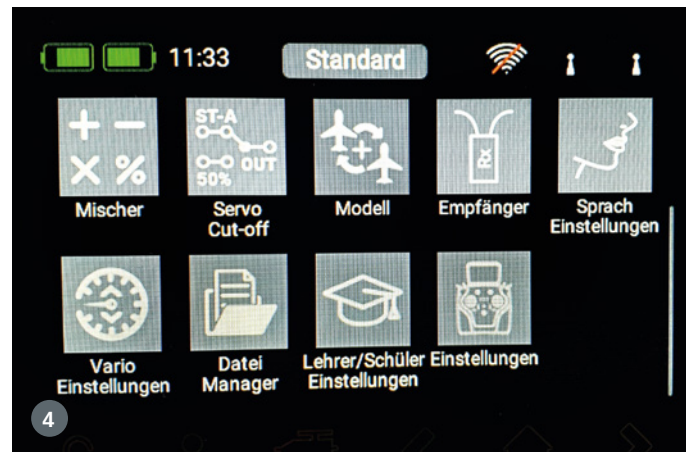 11:33
Standard
ST-A
OUT
50%
Rx
Mischer
Servo
Cut-off
Modell
Empfänger
Sprach
Einstellungen
Vario
Einstellungen
Datei
Manager
Lehrer/Schüler
Einstellungen
Einstellungen
4